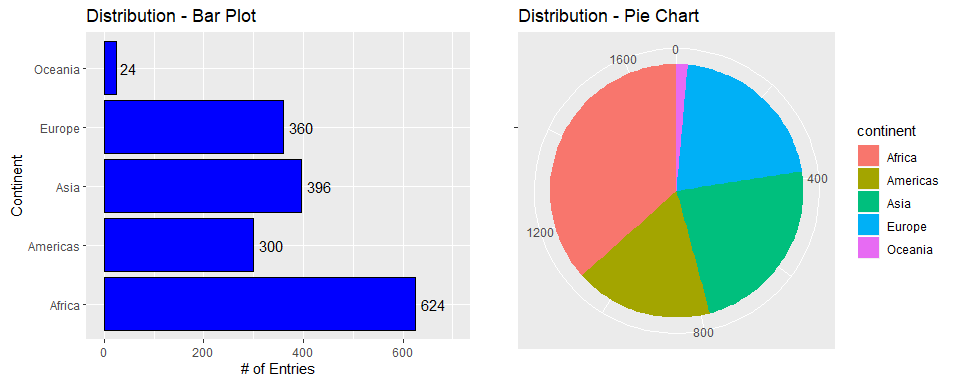 Distribution - Bar Plot
Oceania
24
Europe
360
Asia
396
Americas
300
Africa
624
0
200
400
600
# of Entries
Continent
Distribution - Pie Chart
0
1600
400
1200
800
continent
Africa
Americas
Asia
Europe
Oceania